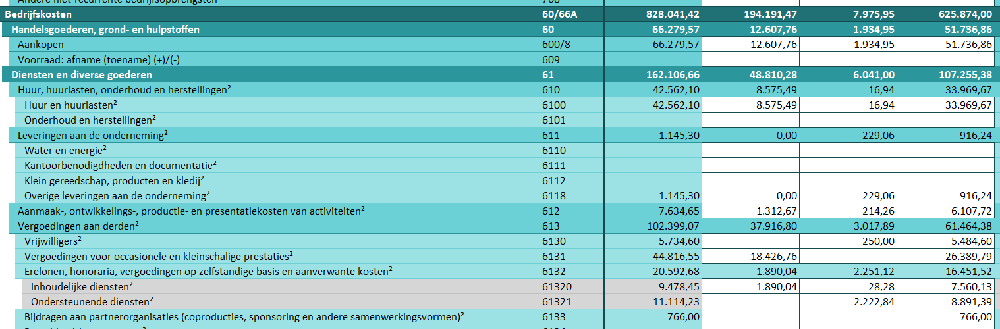 Andere niet-recurrente bedrijfsopbrengsten 768
Bedrijfskosten 60/66A 828.041,42 194.191,47 7.975,95 625.874,00
Handelsgoederen, grond- en hulpstoffen 60 66.279,57 12.607,76 1.934,95 51.736,86
Aankopen 600/8 66.279,57 12.607,76 1.934,95 51.736,86
Voorraad: afname (toename) (+)/(-) 609
Diensten en diverse goederen 61 162.106,66 48.810,28 6.041,00 107.255,38
Huur, huurlasten, onderhoud en herstellingen² 610 42.562,10 8.575,49 16,94 33.969,67
Huur en huurlasten² 6100 42.562,10 8.575,49 16,94 33.969,67
Onderhoud en herstellingen² 6101
Leveringen aan de onderneming² 611 1.145,30 0,00 229,06 916,24
Water en energie² 6110
Kantoorbenodigdheden en documentatie² 6111
Klein gereedschap, producten en kledij² 6112
Overige leveringen aan de onderneming² 6118 1.145,30 0,00 229,06 916,24
Aanmaak-, ontwikkelings-, productie- en presentatiekosten van activiteiten² 612 7.634,65 1.312,67 214,26 6.107,72
Vergoedingen aan derden² 613 102.399,07 37.916,80 3.017,89 61.464,38
Vrijwilligers² 6130 5.734,60 250,00 5.484,60
Vergoedingen voor occasionele en kleinschalige prestaties² 6131 44.816,55 18.426,76 26.389,79
Erelonen, honoraria, vergoedingen op zelfstandige basis en aanverwante kosten² 6132 20.592,68 1.890,04 2.251,12 16.451,52
Inhoudelijke diensten² 61320 9.478,45 1.890,04 28,28 7.560,13
Ondersteunende diensten² 61321 11.114,23 2.222,84 8.891,39
Bijdragen aan partnerorganisaties (coproducties, sponsoring en andere samenwerkingsvormen)² 6133 766,00 766,00